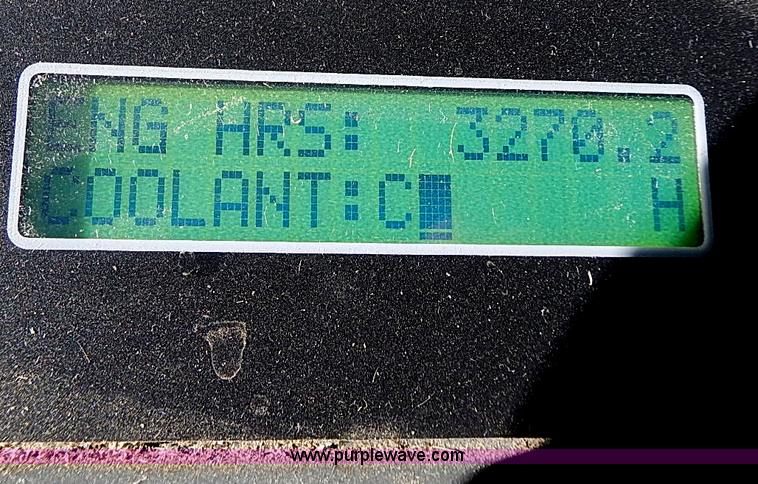 ENG HRS: 3270.2
COOLANT:C█ H
www.purplewave.com